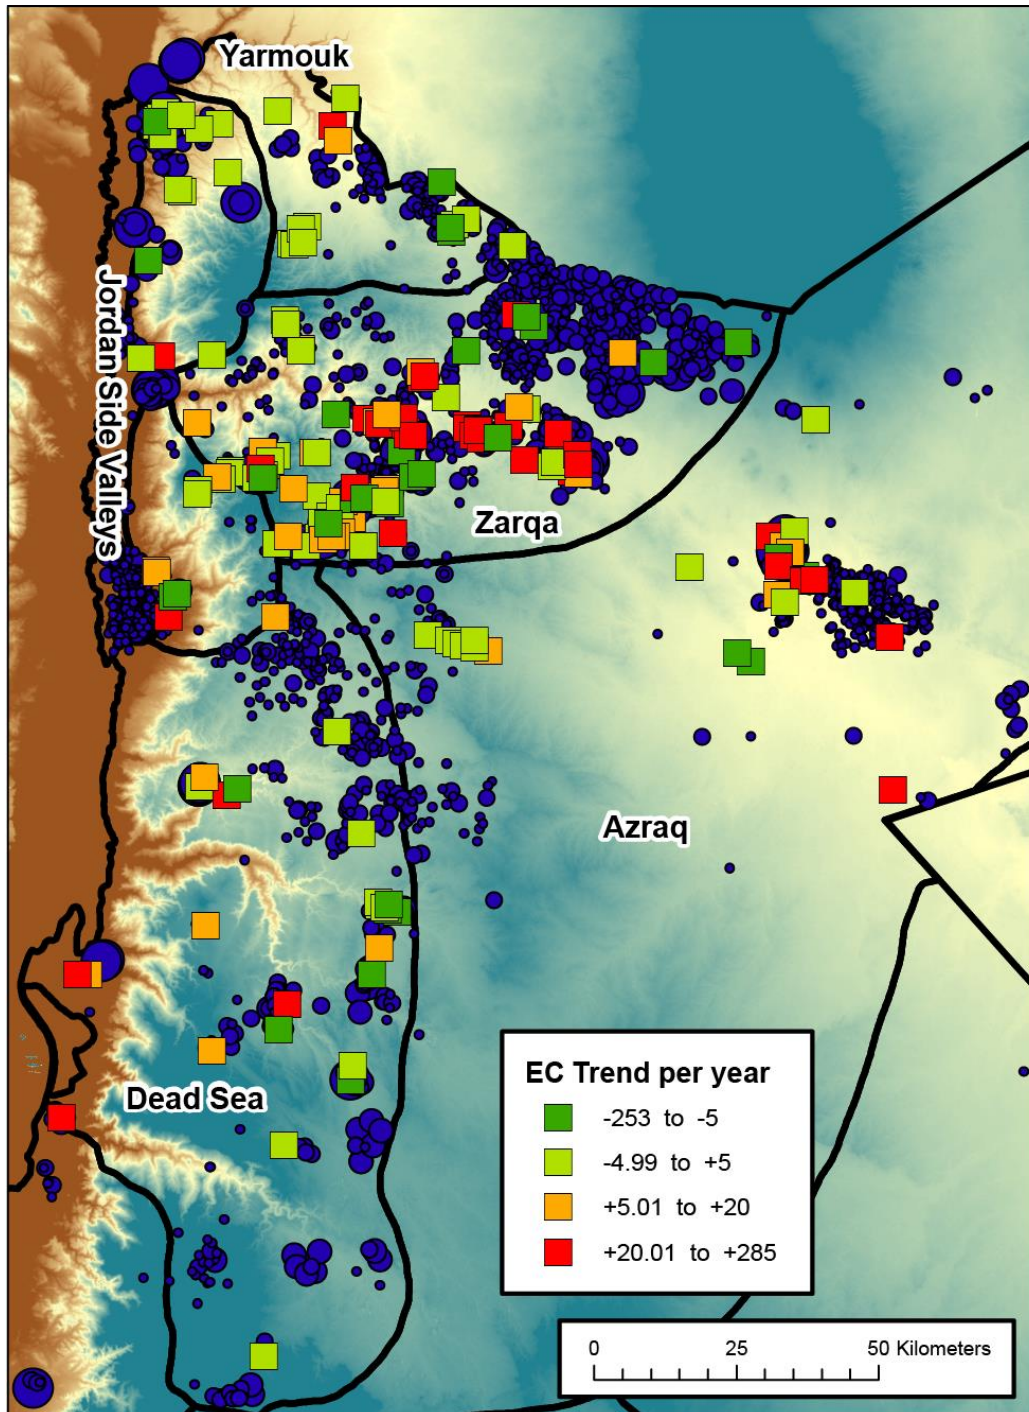 Yarmouk
Jordan Side Valleys
Zarqa
Azraq
Dead Sea
EC Trend per year
-253 to -5
-4.99 to +5
+5.01 to +20
+20.01 to +285
0 25 50 Kilometers